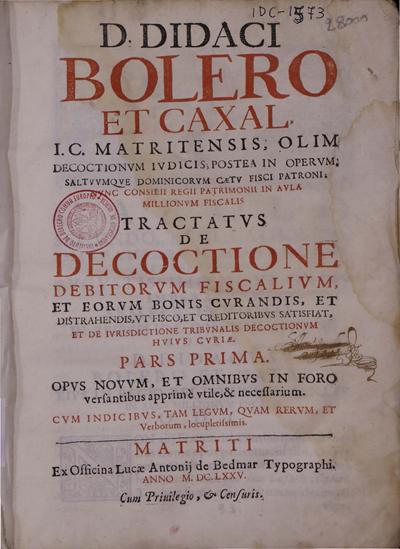 IDC-1573
28000
D. DIDACI
BOLERO
ET CAXAL.
I.C. MATRITENSIS, OLIM
DECOCTIONVM IVDICIS; POSTEA IN OPERVM;
SALTVVMQVE DOMINICORVM CÆTV FISCI PATRONI;
NVNC CONSILII REGII PATRIMONII IN AVLA
MILLIONVM FISCALIS
TRACTATVS
DE
DECOCTIONE
DEBITORVM FISCALIVM,
ET EORVM BONIS CVRANDIS, ET
DISTRAHENDIS, VT FISCO, ET CREDITORIBVS SATISFIAT,
ET DE IVRISDICTIONE TRIBVNALIS DECOCTIONVM
HVIVS CVRIÆ.
PARS PRIMA.
OPVS NOVVM, ET OMNIBVS IN FORO
versantibus apprimè vtile, & necessarium.
CVM INDICIBVS, TAM LEGVM, QVAM RERVM, ET
Verborum, locupletissimis.
MATRITI
Ex Officina Lucæ Antonij de Bedmar Typographi.
ANNO M. DC. LXXV.
Cum Priuilegio, & Censuris.